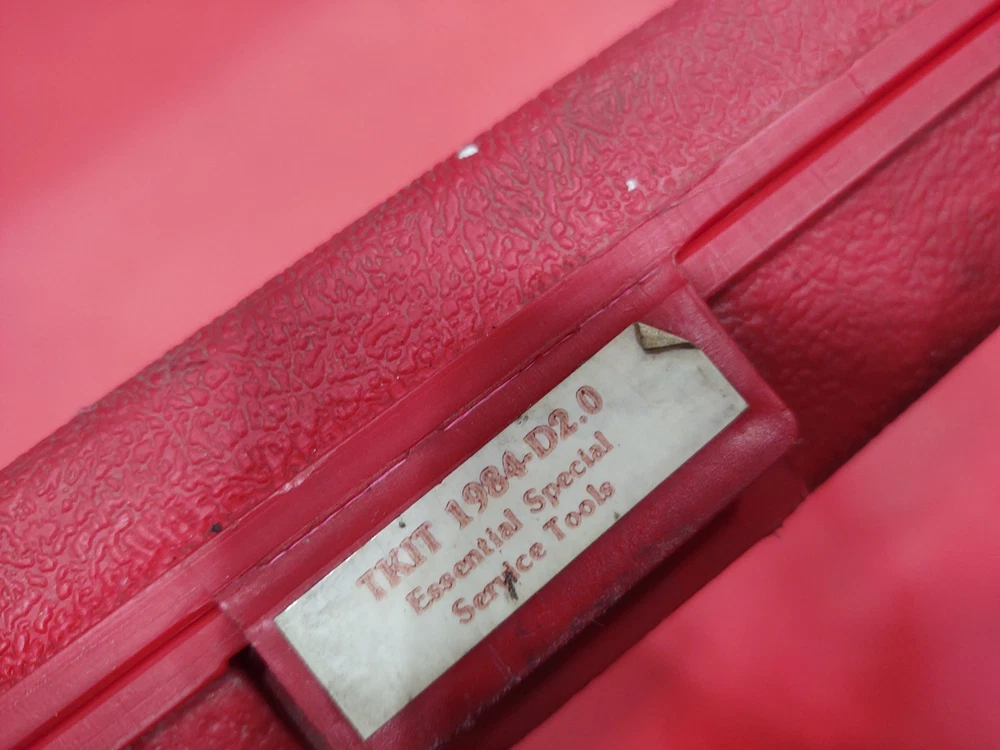 TKIT 1984-D2.0
Essential Special
Service Tools